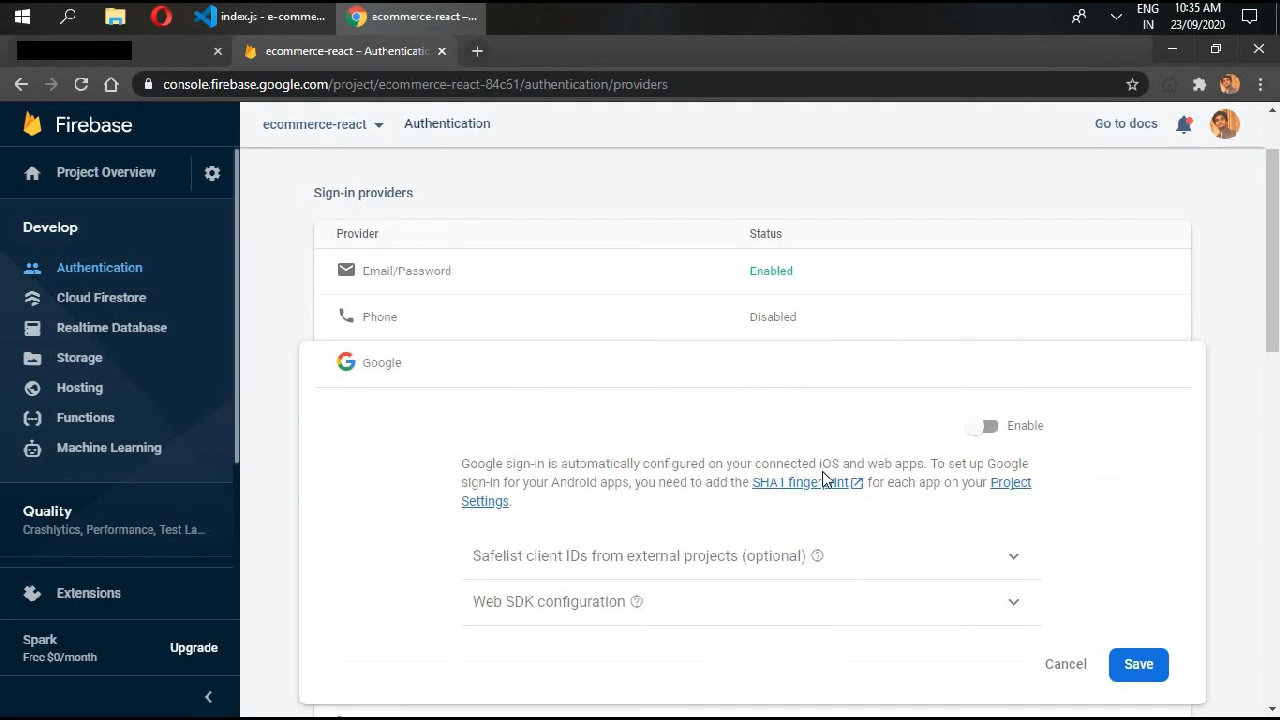 index.js - e-comme...
ecommerce-react –...
ENG
IN
10:35 AM
23/09/2020
ecommerce-react – Authenticatio
console.firebase.google.com/project/ecommerce-react-84c51/authentication/providers
Firebase
ecommerce-react
Authentication
Go to docs
Project Overview
Develop
Authentication
Cloud Firestore
Realtime Database
Storage
Hosting
Functions
Machine Learning
Quality
Crashlytics, Performance, Test La...
Extensions
Spark
Free $0/month
Upgrade
Sign-in providers
Provider Status
Email/Password Enabled
Phone Disabled
Google
Enable
Google sign-in is automatically configured on your connected iOS and web apps. To set up Google
sign-in for your Android apps, you need to add the SHA1 fingerprint for each app on your Project
Settings.
Safelist client IDs from external projects (optional)
Web SDK configuration
Cancel
Save